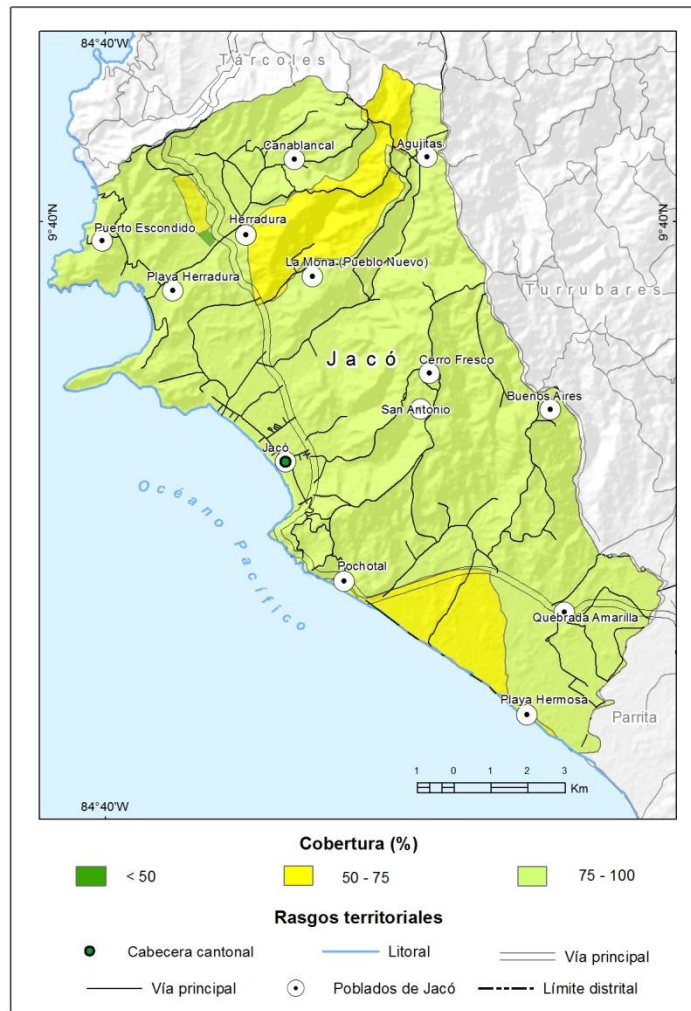 84°40'W
Tárcoles
Canablancal
Agujitas
9°40'N
9°40'N
Puerto Escondido
Herradura
La Mona (Pueblo Nuevo)
Playa Herradura
Turrubares
Jacó
Cerro Fresco
Buenos Aires
San Antonio
Jacó
Océano Pacífico
Pochotal
Quebrada Amarilla
Playa Hermosa
Parrita
1 0 1 2 3
Km
84°40'W
Cobertura (%)
< 50
50 - 75
75 - 100
Rasgos territoriales
Cabecera cantonal
Litoral
Vía principal
Vía principal
Poblados de Jacó
Límite distrital